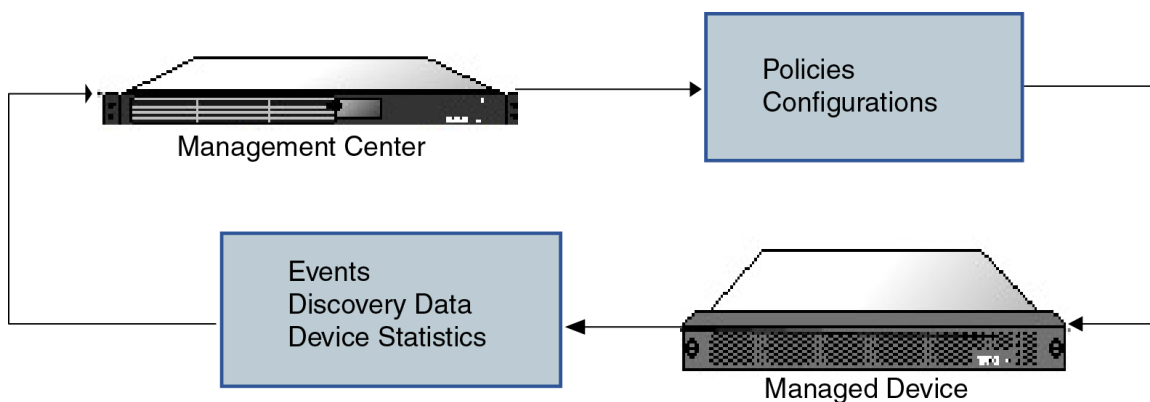 Policies
Configurations
Management Center
Events
Discovery Data
Device Statistics
Managed Device